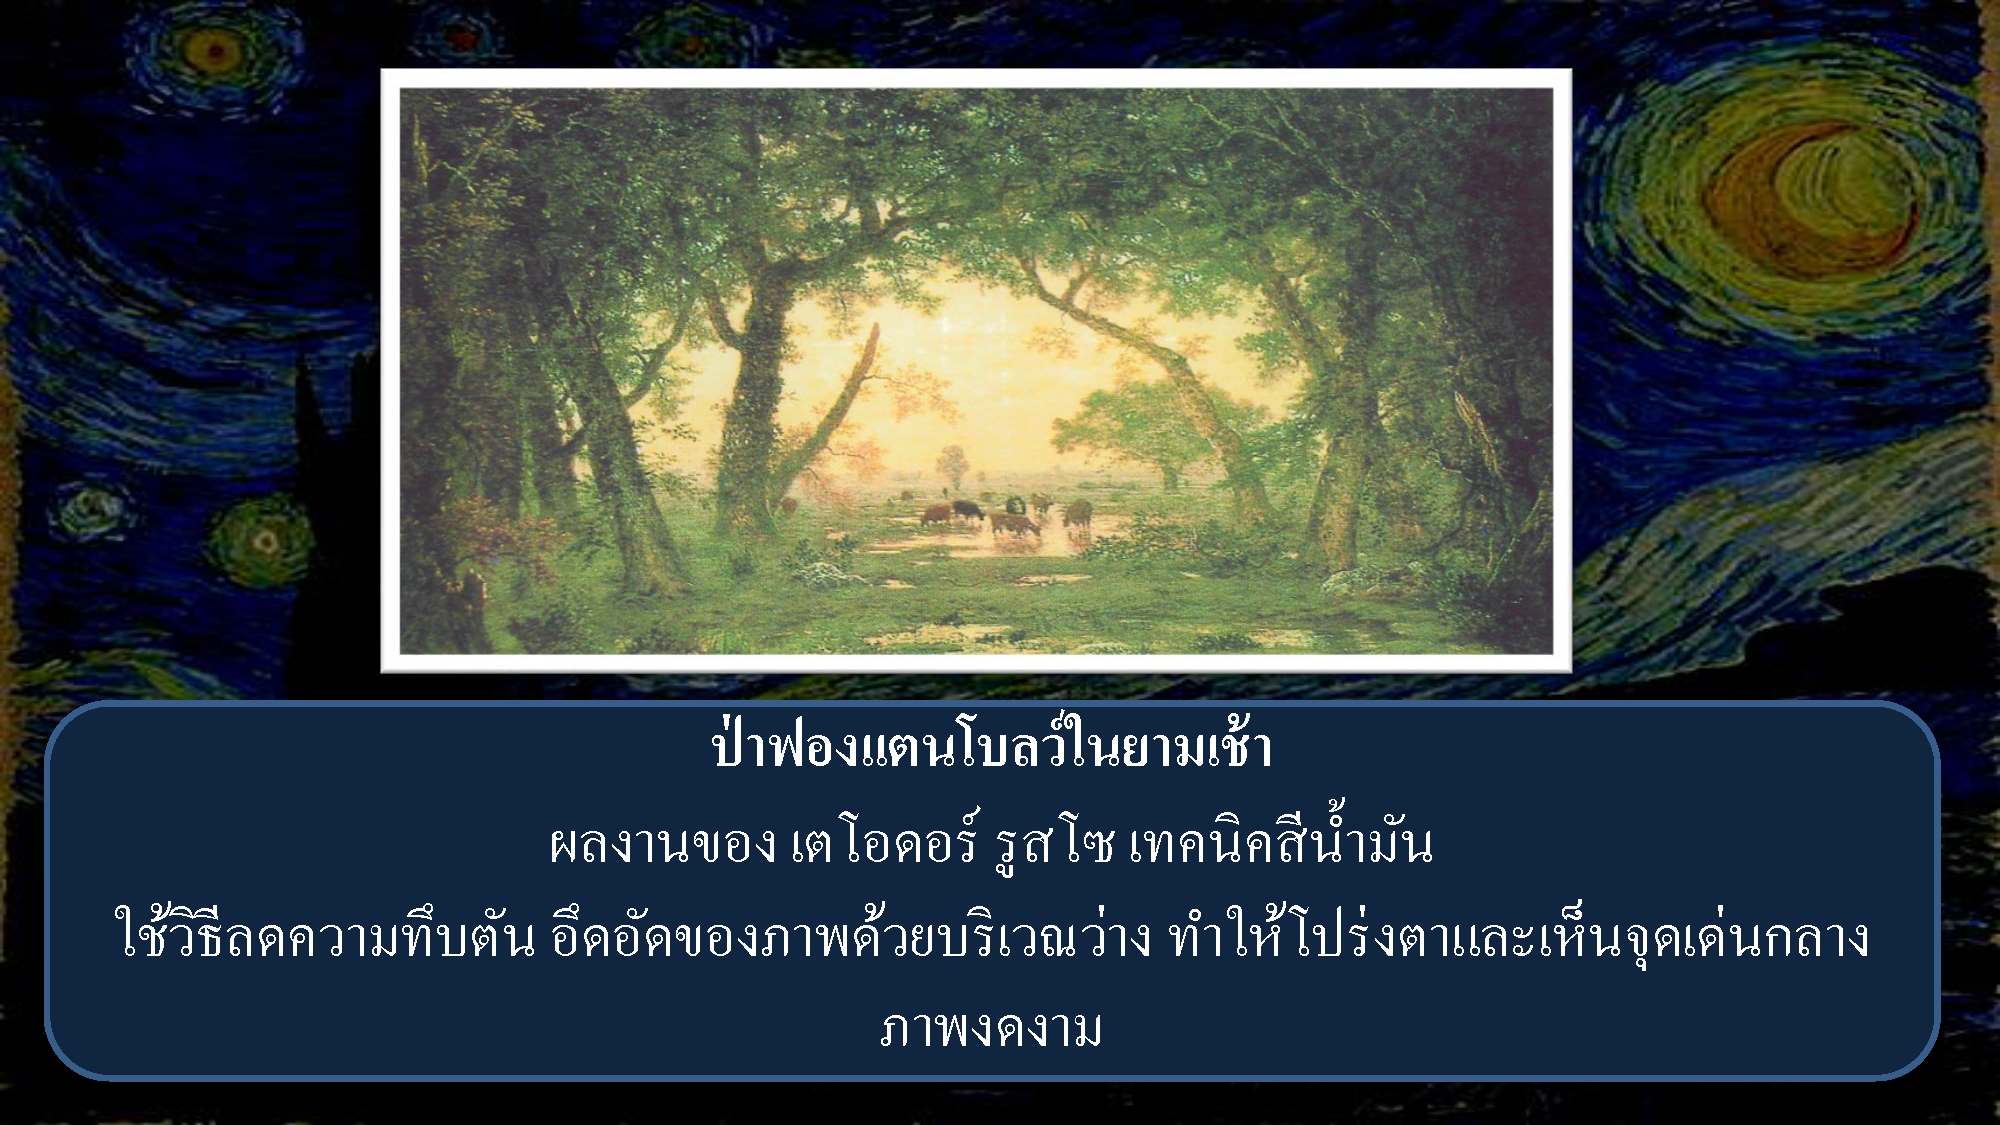 ป่าฟองแตนโบลว์ในยามเช้า
ผลงานของ เตโอดอร์ รูสโซ เทคนิคสีน้ำมัน
ใช้วิธีลดความทึบตัน อึดอัดของภาพด้วยบริเวณว่าง ทำให้โปร่งตาและเห็นจุดเด่นกลาง
ภาพงดงาม